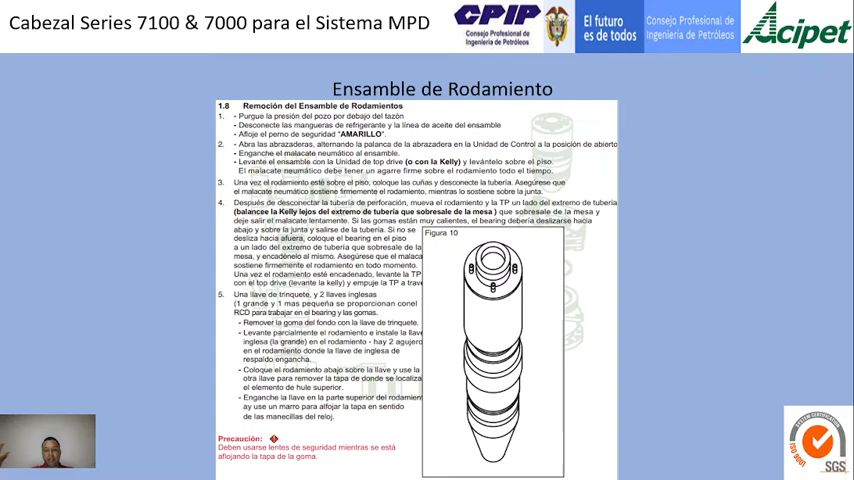 Cabezal Series 7100 & 7000 para el Sistema MPD
CPIP
Consejo Profesional de
Ingeniería de Petróleos
El futuro
es de todos
Consejo Profesional de
Ingeniería de Petróleos
Acipet
Ensamble de Rodamiento
1.8 Remoción del Ensamble de Rodamientos
1. - Purgue la presión del pozo por debajo del tazón
- Desconecte las mangueras de refrigerante y la línea de aceite del ensamble
- Afloje el perno de seguridad "AMARILLO".
2. - Abra las abrazaderas, alternando la palanca de la abrazadera en la Unidad de Control a la posición de abierto
- Enganche el malacate neumático al ensamble.
- Levante el ensamble con la Unidad de top drive (o con la Kelly) y levántelo sobre el piso.
El malacate neumático debe tener un agarre firme sobre el rodamiento todo el tiempo.
3. Una vez el rodamiento esté sobre el piso, coloque las cuñas y desconecte la tubería. Asegúrese que
el malacate neumático sostiene firmemente el rodamiento, mientras lo sostiene sobre la junta.
4. Después de desconectar la tubería de perforación, mueva el rodamiento y la TP un lado del extremo de tubería
(balancee la Kelly lejos del extremo de tubería que sobresale de la mesa ) que sobresale de la mesa y
deje salir el malacate lentamente. Si las gomas están muy calientes, el bearing debería deslizarse hacia
abajo y sobre la junta y salirse de la tubería. Si no se
desliza hacia afuera, coloque el bearing en el piso
a un lado del extremo de tubería que sobresale de la
mesa, y encadénelo al mismo. Asegúrese que el malaca
sostiene firmemente el rodamiento en todo momento.
Una vez el rodamiento esté encadenado, levante la TP
con el top drive (levante la kelly) y empuje la TP a trav
5. Una llave de trinquete, y 2 llaves inglesas
(1 grande y 1 mas pequeña se proporcionan conel
RCD para trabajar en el bearing y las gomas.
- Remover la goma del fondo con la llave de trinquete.
- Levante parcialmente el rodamiento e instale la llave
inglesa (la grande) en el rodamiento - hay 2 agujero
en el rodamiento donde la llave de inglesa de
respaldo engancha.
- Coloque el rodamiento abajo sobre la llave y use la
otra llave para remover la tapa de donde se localiza
el elemento de hule superior.
- Enganche la llave en la parte superior del rodamient
ay use un marro para alfojar la tapa en sentido
de las manecillas del reloj.
Precaución:
Deben usarse lentes de seguridad mientras se está
aflojando la tapa de la goma.
Figura 10
SYSTEM CERTIFICATION
ISO 9001
SGS